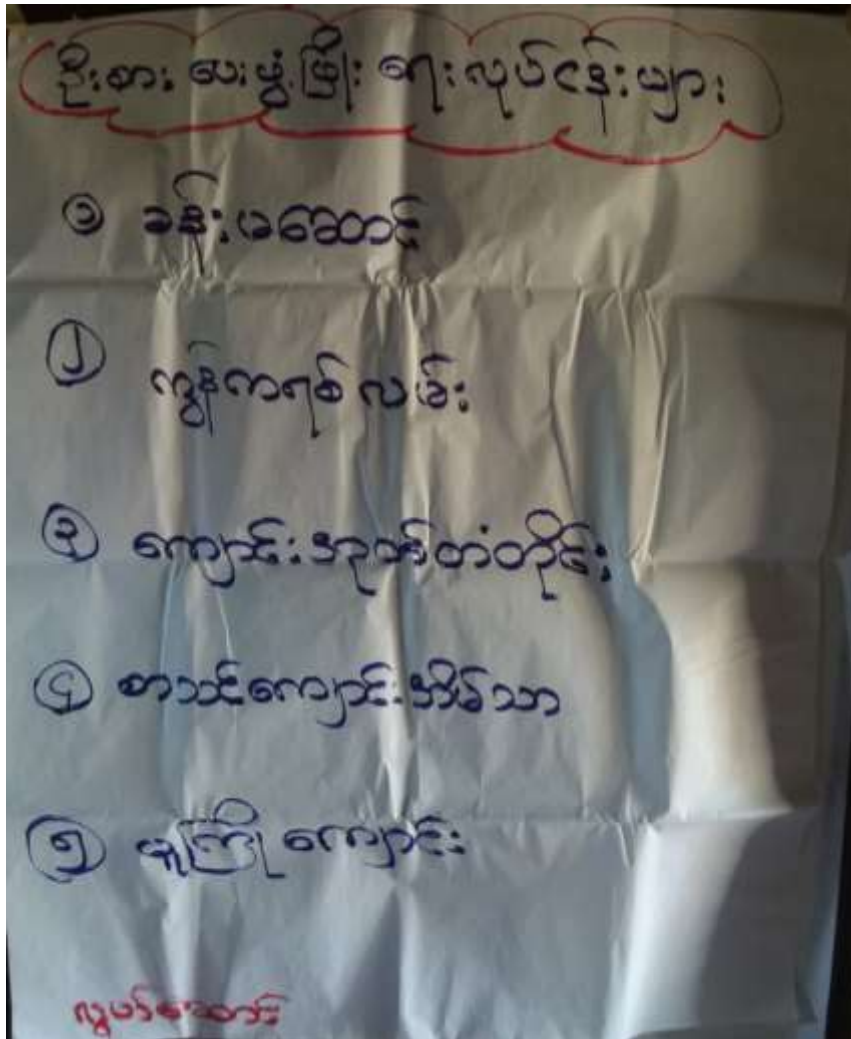 ဦးစားပေးဖွံ့ဖြိုးရေးလုပ်ငန်းများ
၁ ခန်းမဆောင်
၂ ကွန်ကရစ်လမ်း
၃ ကျောင်းအုတ်တံတိုင်း
၄ စာသင်ကျောင်းအိမ်သာ
၅ မူကြိုကျောင်း